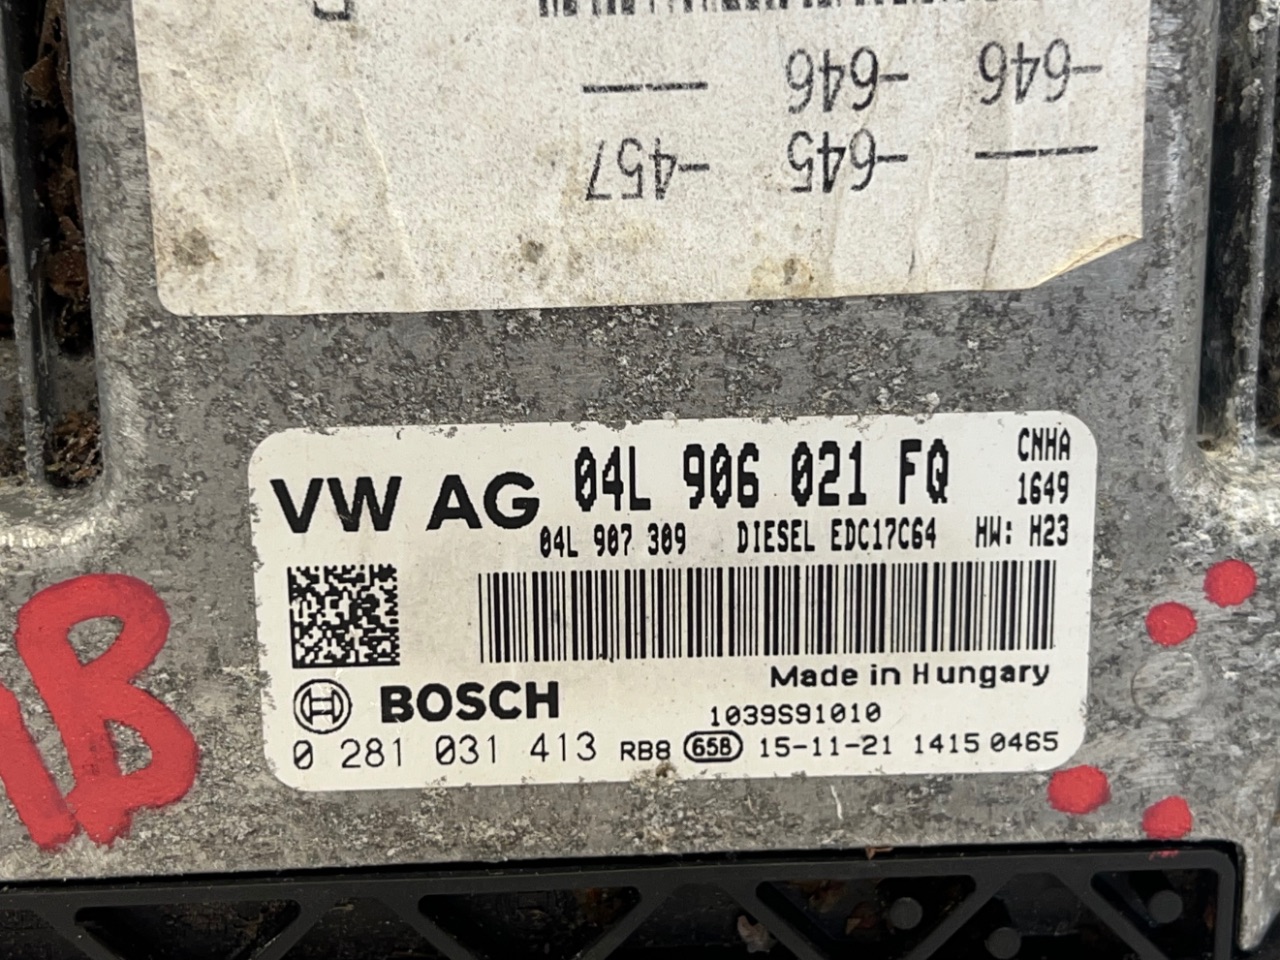 -646 -646 —
— -645 -457
VW AG 04L 906 021 FQ CNHA
1649
04L 907 309 DIESEL EDC17C64 HW: H23
Made in Hungary
BOSCH 1039S91010
0 281 031 413 RB8 658 15-11-21 1415 0465
B